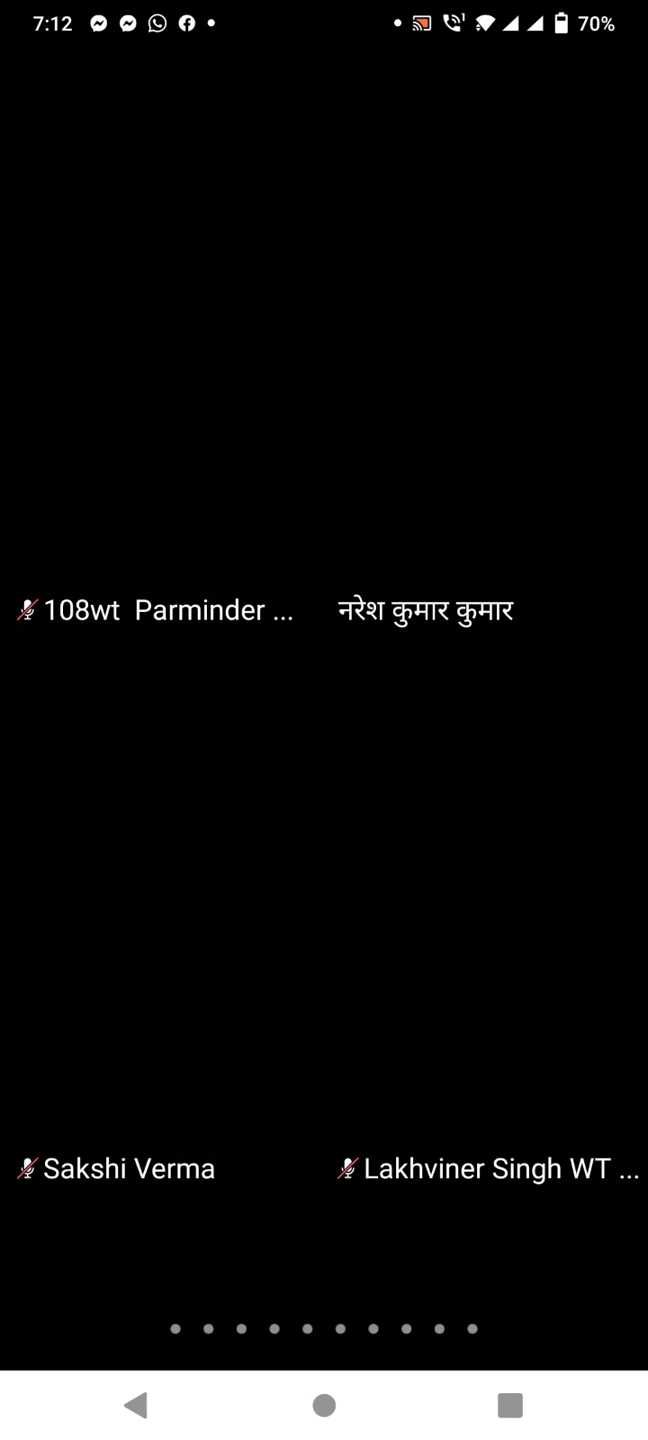 7:12
70%
108wt  Parminder ...
नरेश कुमार कुमार
Sakshi Verma
Lakhviner Singh WT ...